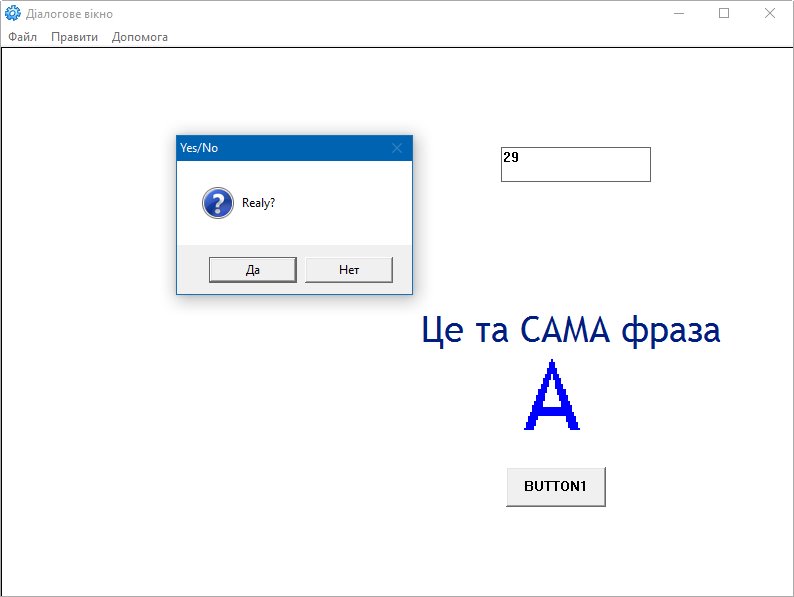 Діалогове вікно
Файл Правити Допомога
Yes/No
Realy?
Да Нет
29
Це та САМА фраза
А
BUTTON1